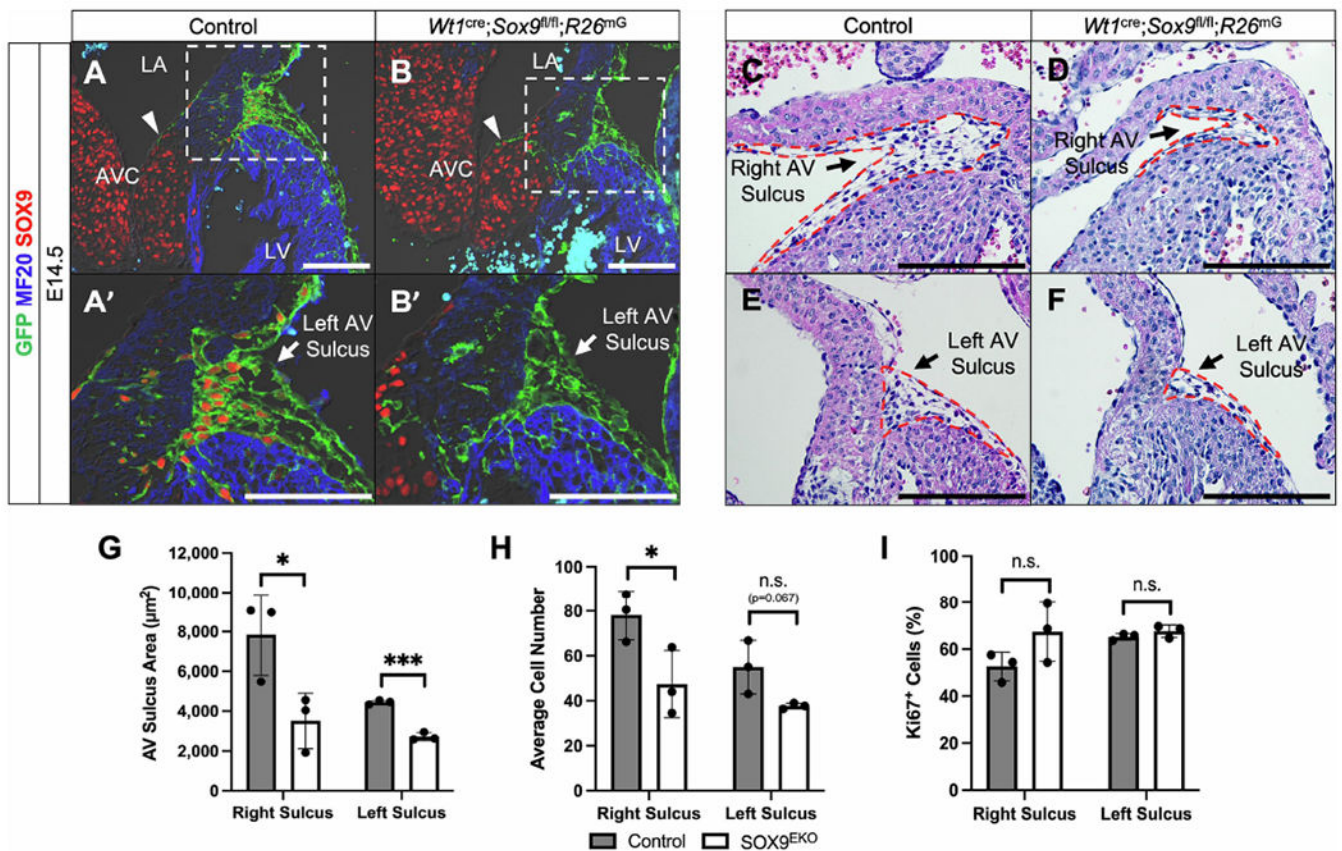 Control
Wt1cre;Sox9fl/fl;R26mG
Control
Wt1cre;Sox9fl/fl;R26mG
GFP MF20 SOX9
E14.5
A
LA
AVC
LV
B
LA
AVC
LV
C
Right AV
Sulcus
D
Right AV
Sulcus
A'
Left AV
Sulcus
B'
Left AV
Sulcus
E
Left AV
Sulcus
F
Left AV
Sulcus
G
AV Sulcus Area (µm²)
12,000
10,000
8,000
6,000
4,000
2,000
0
*
***
Right Sulcus
Left Sulcus
H
Average Cell Number
100
80
60
40
20
0
*
n.s.
(p=0.067)
Right Sulcus
Left Sulcus
I
Ki67+ Cells (%)
100
80
60
40
20
0
n.s.
n.s.
Right Sulcus
Left Sulcus
Control
SOX9EKO